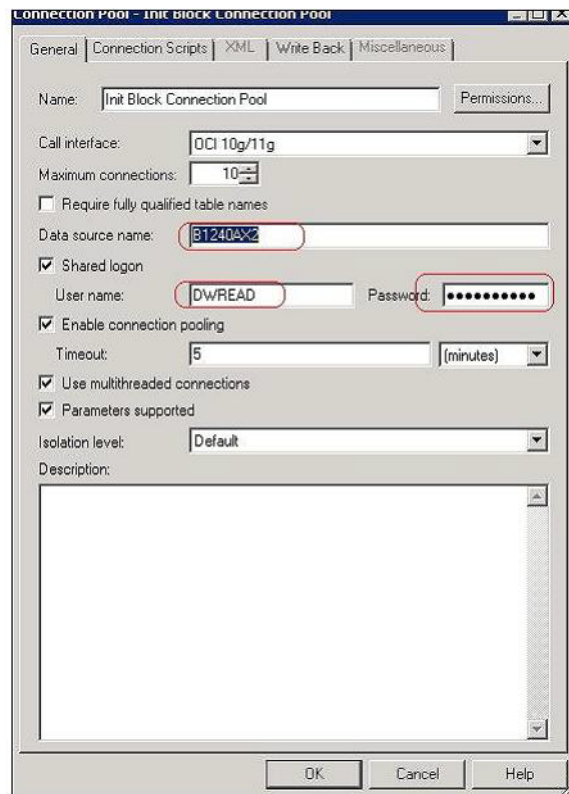 Connection Pool - Init Block Connection Pool
General Connection Scripts XML Write Back Miscellaneous
Name: Init Block Connection Pool Permissions...
Call interface: OCI 10g/11g
Maximum connections: 10
Require fully qualified table names
Data source name: B1240AX2
Shared logon
User name: DWREAD Password: ●●●●●●●●●●
Enable connection pooling
Timeout: 5 (minutes)
Use multithreaded connections
Parameters supported
Isolation level: Default
Description:
OK Cancel Help